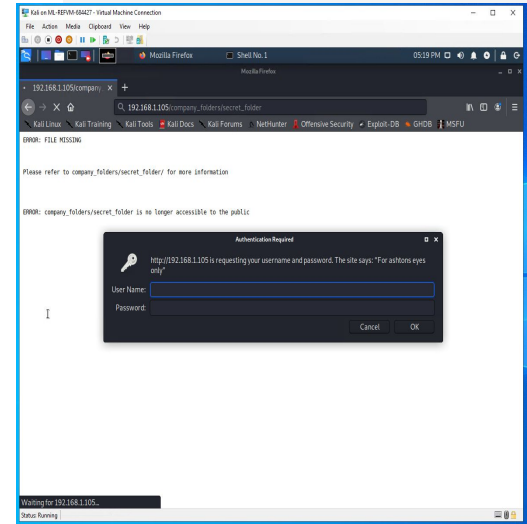 Kali on ML-REFVM-684427 - Virtual Machine Connection
File Action Media Clipboard View Help
Mozilla Firefox Shell No. 1 05:19 PM
Mozilla Firefox
192.168.1.105/company
192.168.1.105/company_folders/secret_folder
Kali Linux Kali Training Kali Tools Kali Docs Kali Forums NetHunter Offensive Security Exploit-DB GHDB MSFU
ERROR: FILE MISSING
Please refer to company_folders/secret_folder/ for more information
ERROR: company_folders/secret_folder is no longer accessible to the public
Authentication Required
http://192.168.1.105 is requesting your username and password. The site says: “For ashtons eyes
only”
User Name:
Password:
Cancel OK
Waiting for 192.168.1.105...
Status: Running